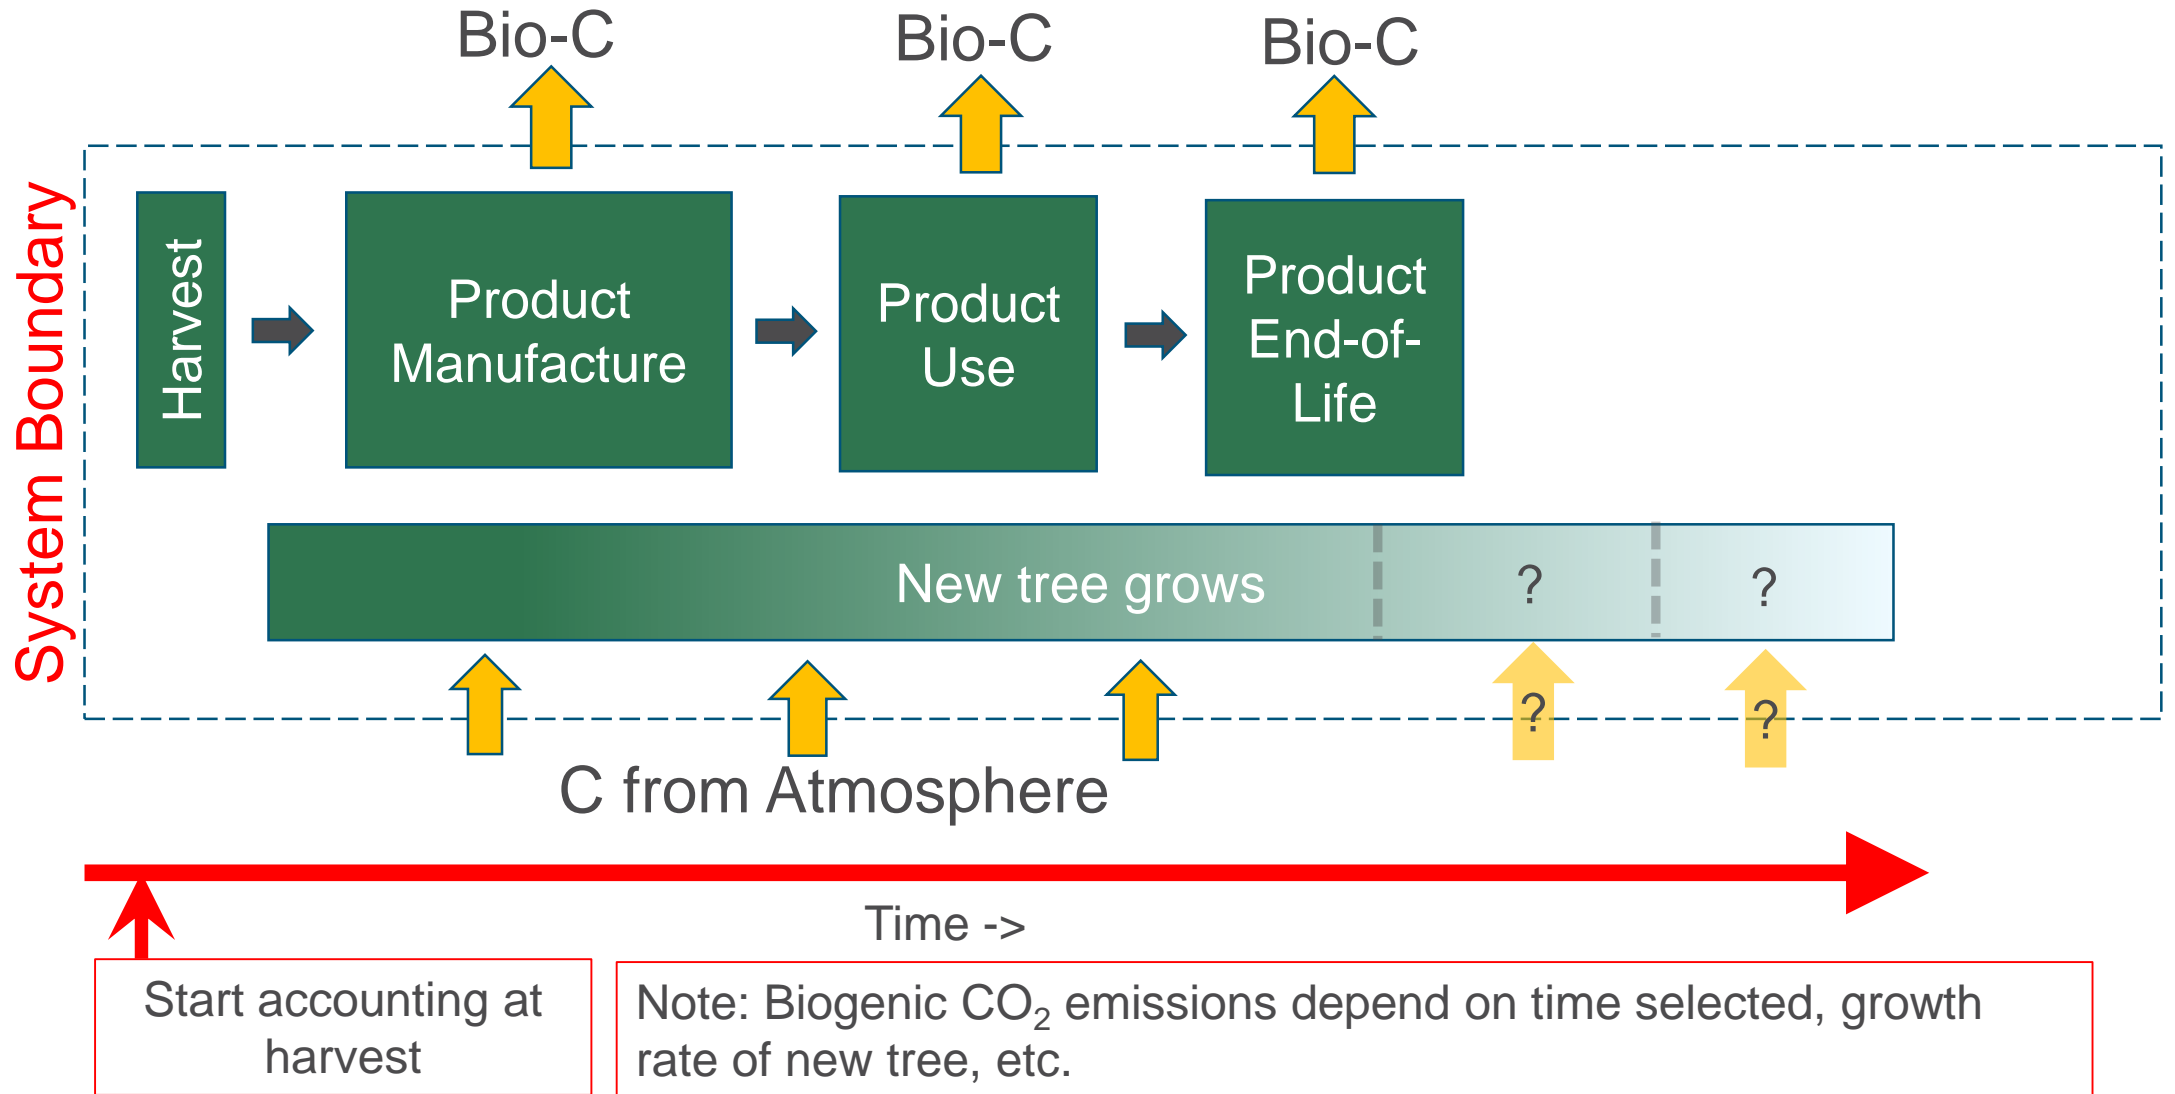 Bio-C
Bio-C
Bio-C
System Boundary
Harvest
Product
Manufacture
Product
Use
Product
End-of-
Life
New tree grows
?
?
?
?
C from Atmosphere
Time ->
Start accounting at
harvest
Note: Biogenic CO₂ emissions depend on time selected, growth
rate of new tree, etc.